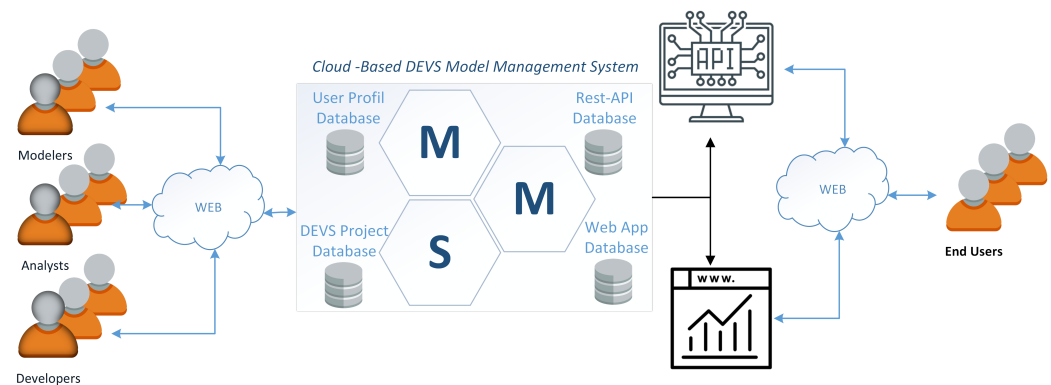 Cloud -Based DEVS Model Management System
User Profil
Database
Rest-API
Database
M
M
S
DEVS Project
Database
Web App
Database
Modelers
Analysts
Developers
WEB
API
www.
WEB
End Users